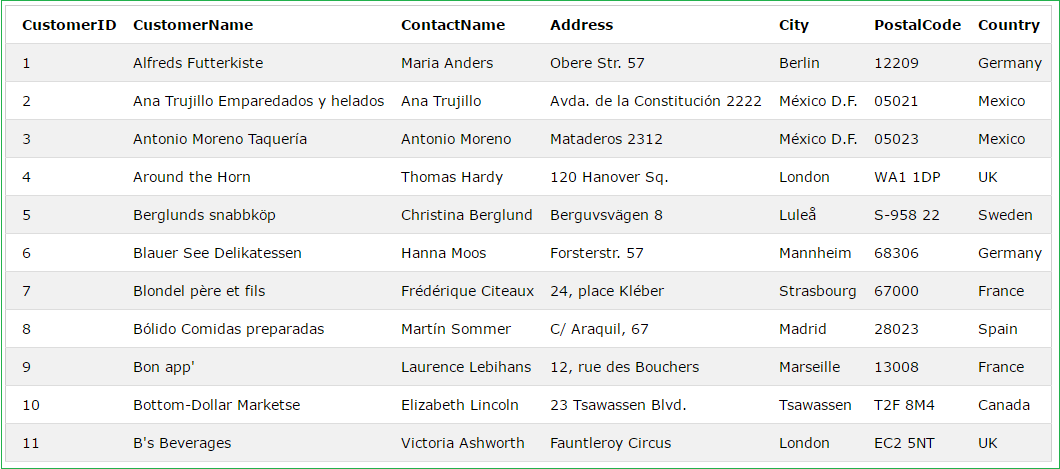 CustomerID CustomerName ContactName Address City PostalCode Country
1 Alfreds Futterkiste Maria Anders Obere Str. 57 Berlin 12209 Germany
2 Ana Trujillo Emparedados y helados Ana Trujillo Avda. de la Constitución 2222 México D.F. 05021 Mexico
3 Antonio Moreno Taquería Antonio Moreno Mataderos 2312 México D.F. 05023 Mexico
4 Around the Horn Thomas Hardy 120 Hanover Sq. London WA1 1DP UK
5 Berglunds snabbköp Christina Berglund Berguvsvägen 8 Luleå S-958 22 Sweden
6 Blauer See Delikatessen Hanna Moos Forsterstr. 57 Mannheim 68306 Germany
7 Blondel père et fils Frédérique Citeaux 24, place Kléber Strasbourg 67000 France
8 Bólido Comidas preparadas Martín Sommer C/ Araquil, 67 Madrid 28023 Spain
9 Bon app' Laurence Lebihans 12, rue des Bouchers Marseille 13008 France
10 Bottom-Dollar Marketse Elizabeth Lincoln 23 Tsawassen Blvd. Tsawassen T2F 8M4 Canada
11 B's Beverages Victoria Ashworth Fauntleroy Circus London EC2 5NT UK